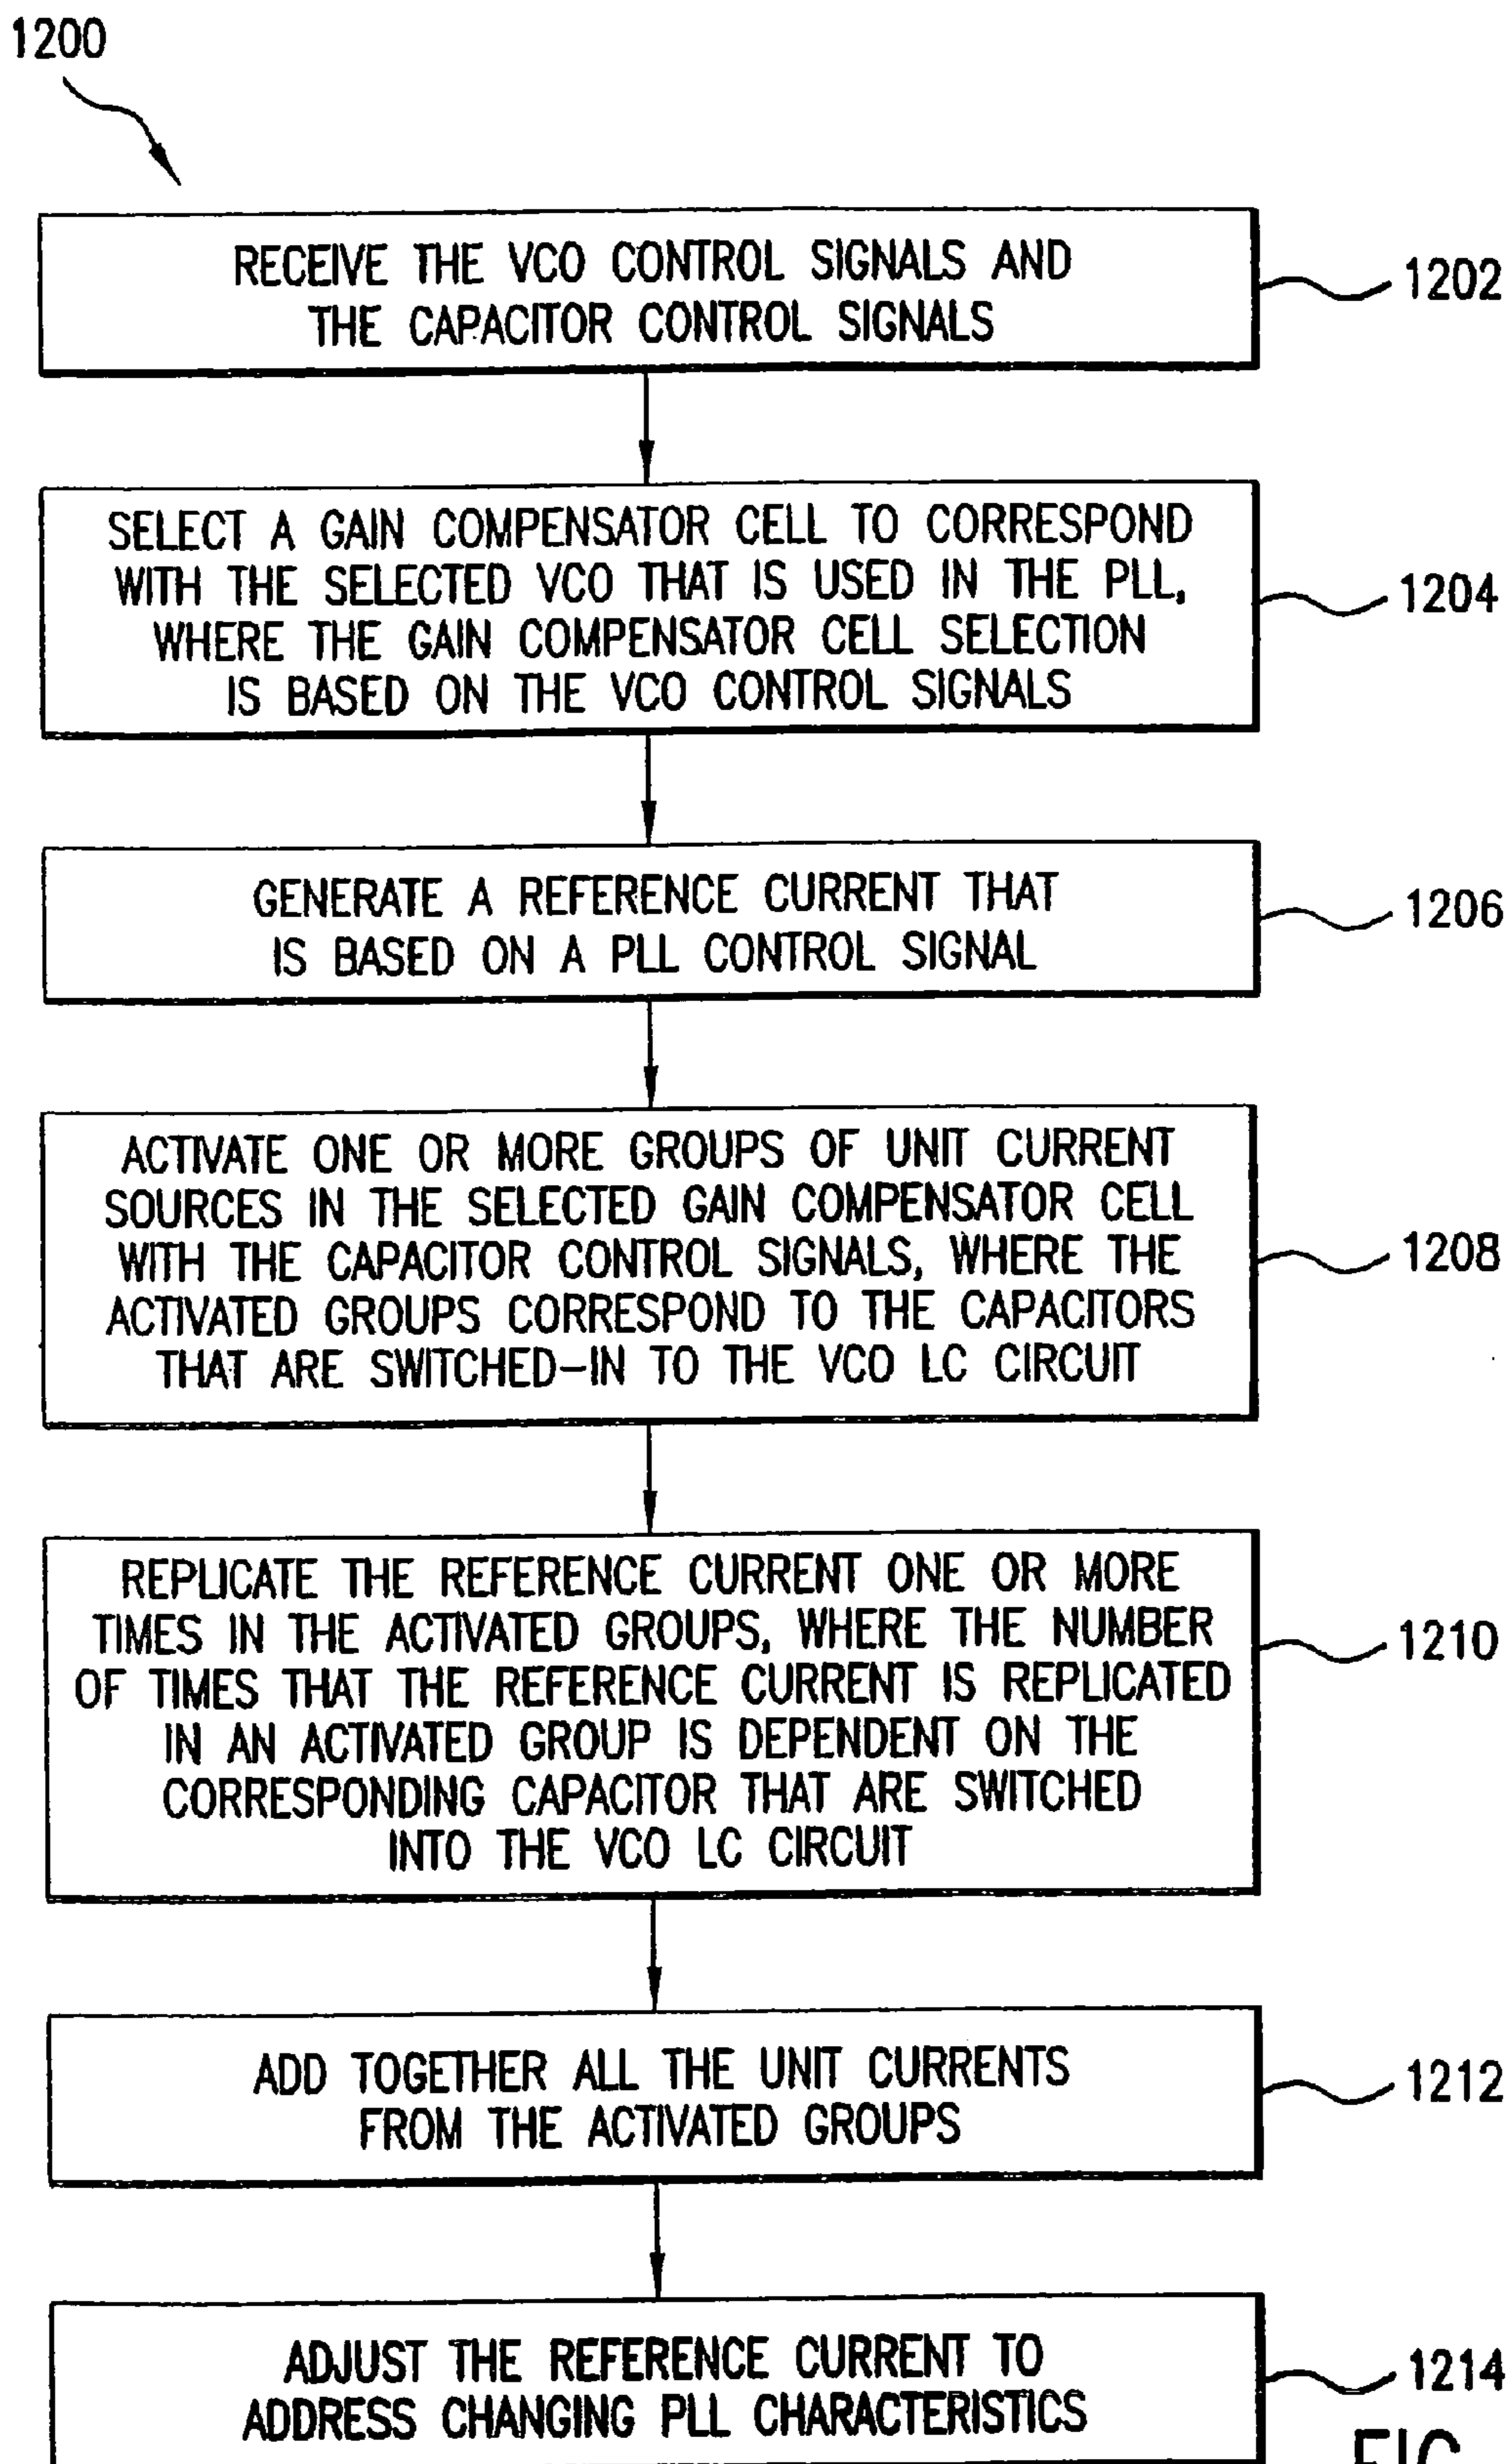 1200
RECEIVE THE VCO CONTROL SIGNALS AND
THE CAPACITOR CONTROL SIGNALS
1202
SELECT A GAIN COMPENSATOR CELL TO CORRESPOND
WITH THE SELECTED VCO THAT IS USED IN THE PLL,
WHERE THE GAIN COMPENSATOR CELL SELECTION
IS BASED ON THE VCO CONTROL SIGNALS
1204
GENERATE A REFERENCE CURRENT THAT
IS BASED ON A PLL CONTROL SIGNAL
1206
ACTIVATE ONE OR MORE GROUPS OF UNIT CURRENT
SOURCES IN THE SELECTED GAIN COMPENSATOR CELL
WITH THE CAPACITOR CONTROL SIGNALS, WHERE THE
ACTIVATED GROUPS CORRESPOND TO THE CAPACITORS
THAT ARE SWITCHED-IN TO THE VCO LC CIRCUIT
1208
REPLICATE THE REFERENCE CURRENT ONE OR MORE
TIMES IN THE ACTIVATED GROUPS, WHERE THE NUMBER
OF TIMES THAT THE REFERENCE CURRENT IS REPLICATED
IN AN ACTIVATED GROUP IS DEPENDENT ON THE
CORRESPONDING CAPACITOR THAT ARE SWITCHED
INTO THE VCO LC CIRCUIT
1210
ADD TOGETHER ALL THE UNIT CURRENTS
FROM THE ACTIVATED GROUPS
1212
ADJUST THE REFERENCE CURRENT TO
ADDRESS CHANGING PLL CHARACTERISTICS
1214
FIG